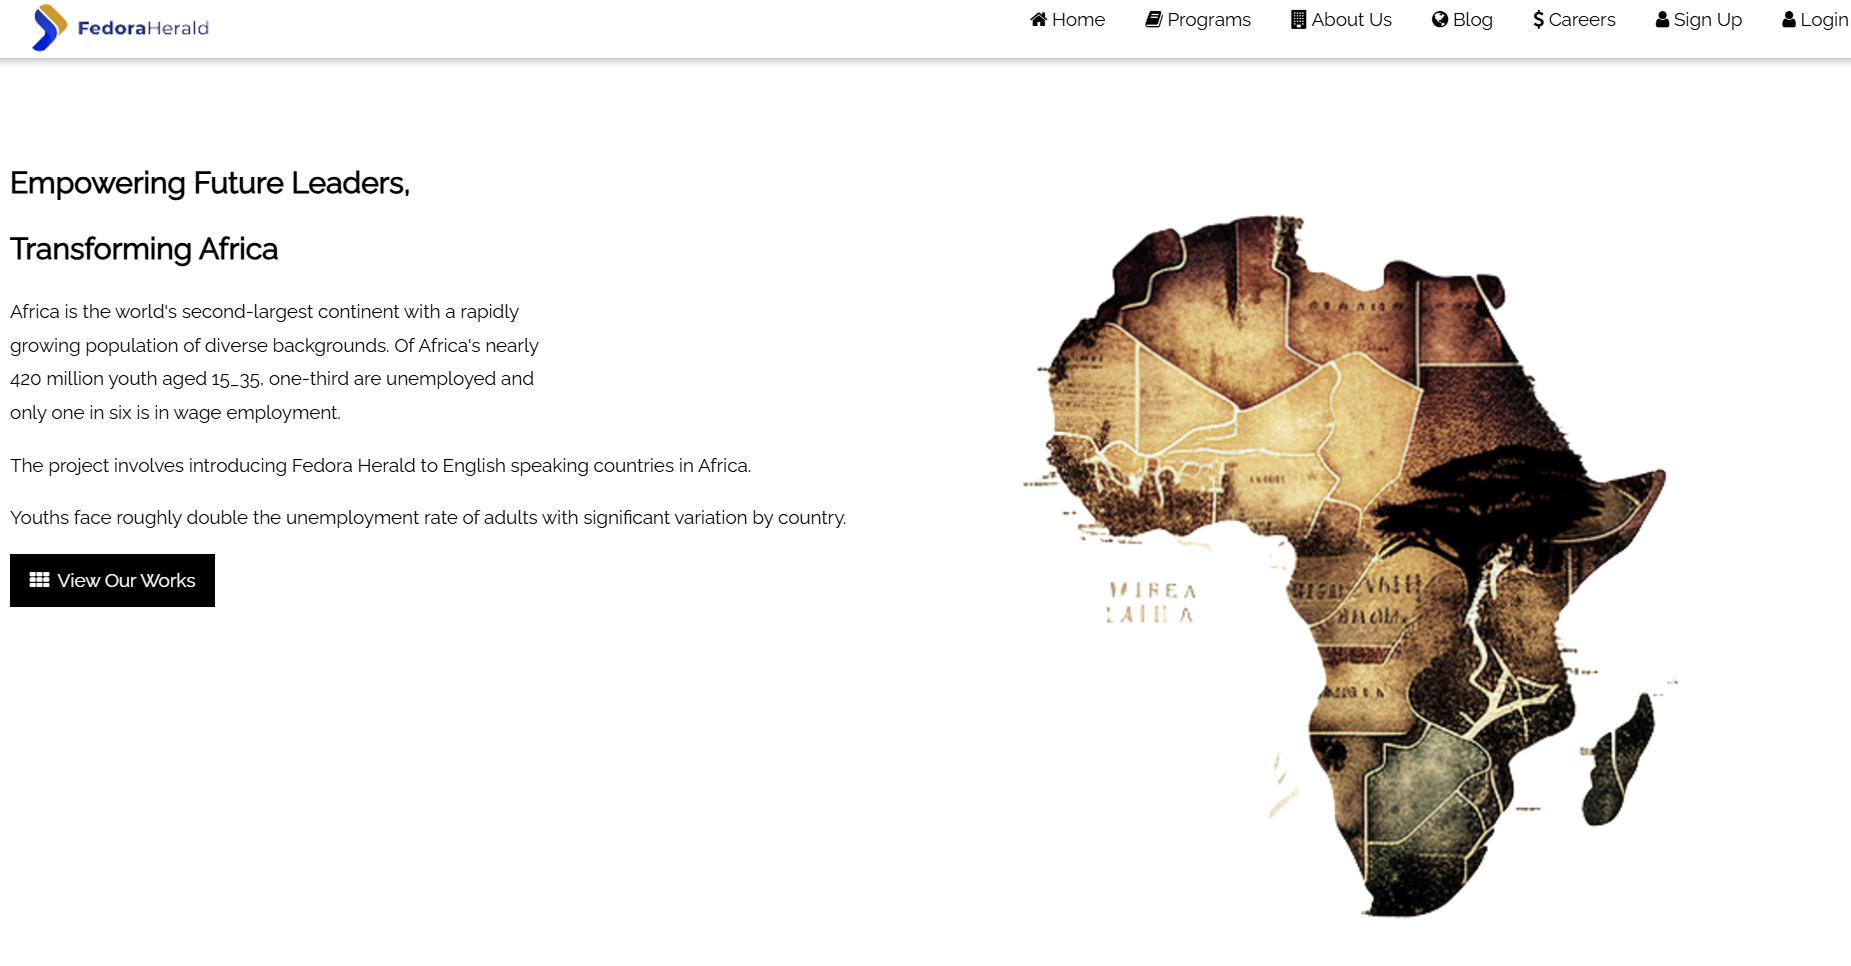 FedoraHerald
Home Programs About Us Blog Careers Sign Up Login
Empowering Future Leaders,
Transforming Africa
Africa is the world's second-largest continent with a rapidly
growing population of diverse backgrounds. Of Africa's nearly
420 million youth aged 15_35, one-third are unemployed and
only one in six is in wage employment.
The project involves introducing Fedora Herald to English speaking countries in Africa.
Youths face roughly double the unemployment rate of adults with significant variation by country.
View Our Works